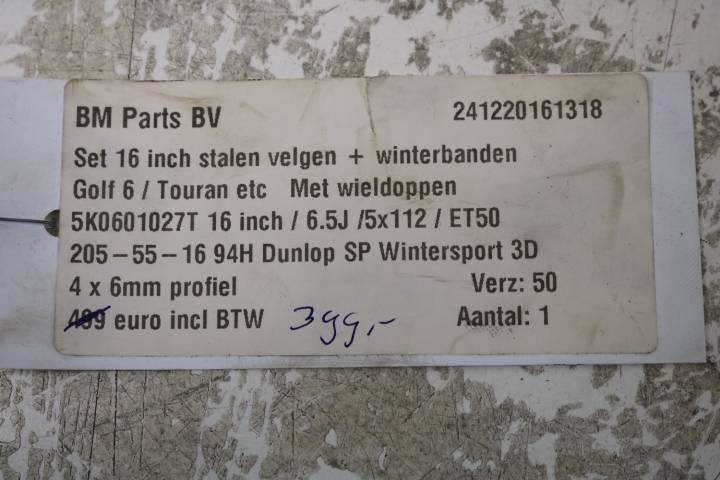 BM Parts BV 241220161318
Set 16 inch stalen velgen + winterbanden
Golf 6 / Touran etc Met wieldoppen
5K0601027T 16 inch / 6.5J /5x112 / ET50
205-55-16 94H Dunlop SP Wintersport 3D
4 x 6mm profiel Verz: 50
499 euro incl BTW 399,- Aantal: 1